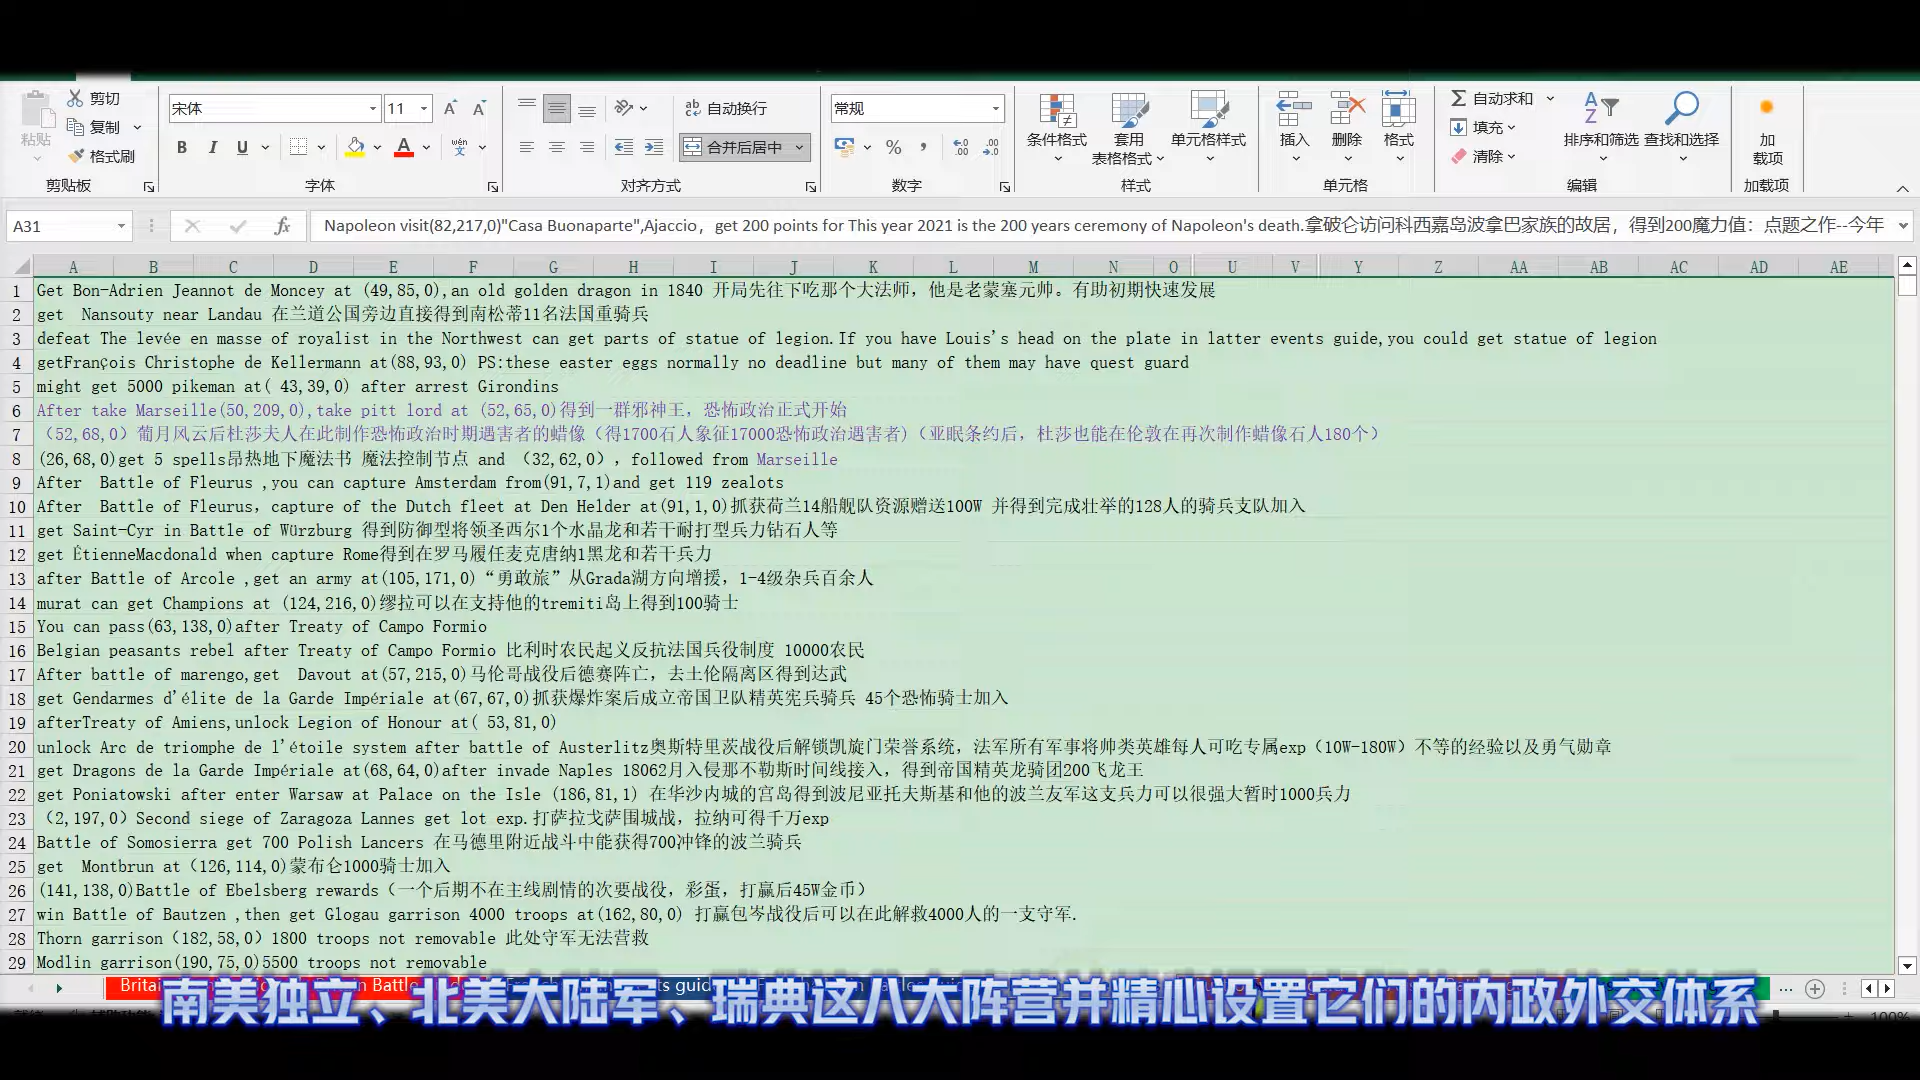 剪切
复制
格式刷
粘贴
剪贴板
宋体
11
B I U
wén
文
字体
自动换行
合并后居中
对齐方式
常规
%
数字
条件格式
套用
表格格式
单元格样式
样式
插入
删除
格式
单元格
自动求和
填充
清除
排序和筛选
查找和选择
编辑
加
载项
加载项
A31
fx
Napoleon visit(82,217,0)"Casa Buonaparte",Ajaccio，get 200 points for This year 2021 is the 200 years ceremony of Napoleon's death.拿破仑访问科西嘉岛波拿巴家族的故居，得到200魔力值：点题之作--今年
A B C D E F G H I J K L M N O U V Y Z AA AB AC AD AE
1 Get Bon-Adrien Jeannot de Moncey at (49,85,0),an old golden dragon in 1840 开局先往下吃那个大法师，他是老蒙塞元帅。有助初期快速发展
2 get  Nansouty near Landau 在兰道公国旁边直接得到南松蒂11名法国重骑兵
3 defeat The levée en masse of royalist in the Northwest can get parts of statue of legion.If you have Louis's head on the plate in latter events guide,you could get statue of legion
4 getFrançois Christophe de Kellermann at(88,93,0) PS:these easter eggs normally no deadline but many of them may have quest guard
5 might get 5000 pikeman at( 43,39,0) after arrest Girondins
6 After take Marseille(50,209,0),take pitt lord at (52,65,0)得到一群邪神王，恐怖政治正式开始
7 （52,68,0）葡月风云后杜莎夫人在此制作恐怖政治时期遇害者的蜡像（得1700石人象征17000恐怖政治遇害者)（亚眠条约后，杜莎也能在伦敦在再次制作蜡像石人180个）
8 (26,68,0)get 5 spells昂热地下魔法书 魔法控制节点 and （32,62,0），followed from Marseille
9 After  Battle of Fleurus ,you can capture Amsterdam from(91,7,1)and get 119 zealots
10 After  Battle of Fleurus，capture of the Dutch fleet at Den Helder at(91,1,0)抓获荷兰14船舰队资源赠送100W 并得到完成壮举的128人的骑兵支队加入
11 get Saint-Cyr in Battle of Würzburg 得到防御型将领圣西尔1个水晶龙和若干耐打型兵力钻石人等
12 get ÉtienneMacdonald when capture Rome得到在罗马履任麦克唐纳1黑龙和若干兵力
13 after Battle of Arcole ,get an army at(105,171,0)“勇敢旅”从Grada湖方向增援，1-4级杂兵百余人
14 murat can get Champions at (124,216,0)缪拉可以在支持他的tremiti岛上得到100骑士
15 You can pass(63,138,0)after Treaty of Campo Formio
16 Belgian peasants rebel after Treaty of Campo Formio 比利时农民起义反抗法国兵役制度 10000农民
17 After battle of marengo,get  Davout at(57,215,0)马伦哥战役后德赛阵亡，去土伦隔离区得到达武
18 get Gendarmes d'élite de la Garde Impériale at(67,67,0)抓获爆炸案后成立帝国卫队精英宪兵骑兵 45个恐怖骑士加入
19 afterTreaty of Amiens,unlock Legion of Honour at( 53,81,0)
20 unlock Arc de triomphe de l'étoile system after battle of Austerlitz奥斯特里茨战役后解锁凯旋门荣誉系统，法军所有军事将帅类英雄每人可吃专属exp（10W-180W）不等的经验以及勇气勋章
21 get Dragons de la Garde Impériale at(68,64,0)after invade Naples 18062月入侵那不勒斯时间线接入，得到帝国精英龙骑团200飞龙王
22 get Poniatowski after enter Warsaw at Palace on the Isle (186,81,1) 在华沙内城的宫岛得到波尼亚托夫斯基和他的波兰友军这支兵力可以很强大暂时1000兵力
23 （2,197,0）Second siege of Zaragoza Lannes get lot exp.打萨拉戈萨围城战，拉纳可得千万exp
24 Battle of Somosierra get 700 Polish Lancers 在马德里附近战斗中能获得700冲锋的波兰骑兵
25 get  Montbrun at（126,114,0)蒙布仑1000骑士加入
26 (141,138,0)Battle of Ebelsberg rewards（一个后期不在主线剧情的次要战役，彩蛋，打赢后45W金币）
27 win Battle of Bautzen ,then get Glogau garrison 4000 troops at(162,80,0) 打赢包岑战役后可以在此解救4000人的一支守军.
28 Thorn garrison（182,58,0）1800 troops not removable 此处守军无法营救
29 Modlin garrison(190,75,0)5500 troops not removable
南美独立、北美大陆军、瑞典这八大阵营并精心设置它们的内政外交体系
100%